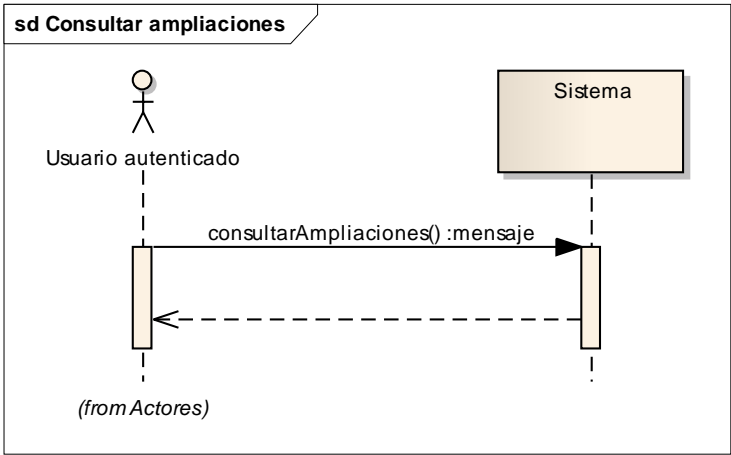 sd Consultar ampliaciones
Sistema
Usuario autenticado
consultarAmpliaciones() :mensaje
(from Actores)